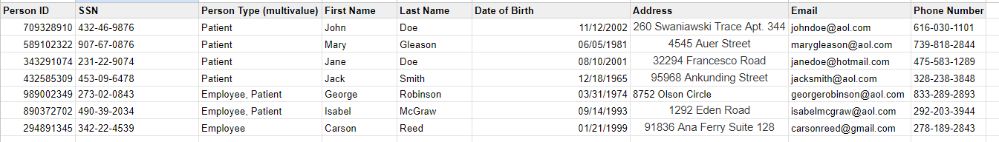 Person ID SSN Person Type (multivalue) First Name Last Name Date of Birth Address Email Phone Number
709328910 432-46-9876 Patient John Doe 11/12/2002 260 Swaniawski Trace Apt. 344 johndoe@aol.com 616-030-1101
589102322 907-67-0876 Patient Mary Gleason 06/05/1981 4545 Auer Street marygleason@aol.com 739-818-2844
343291074 231-22-9074 Patient Jane Doe 08/10/2001 32294 Francesco Road janedoe@hotmail.com 475-583-1289
432585309 453-09-6478 Patient Jack Smith 12/18/1965 95968 Ankunding Street jacksmith@aol.com 328-238-3848
989002349 273-02-0843 Employee, Patient George Robinson 03/31/1974 8752 Olson Circle georgerobinson@aol.com 833-289-2893
890372702 490-39-2034 Employee, Patient Isabel McGraw 09/14/1993 1292 Eden Road isabelmcgraw@aol.com 292-203-3944
294891345 342-22-4539 Employee Carson Reed 01/21/1999 91836 Ana Ferry Suite 128 carsonreed@gmail.com 278-189-2843